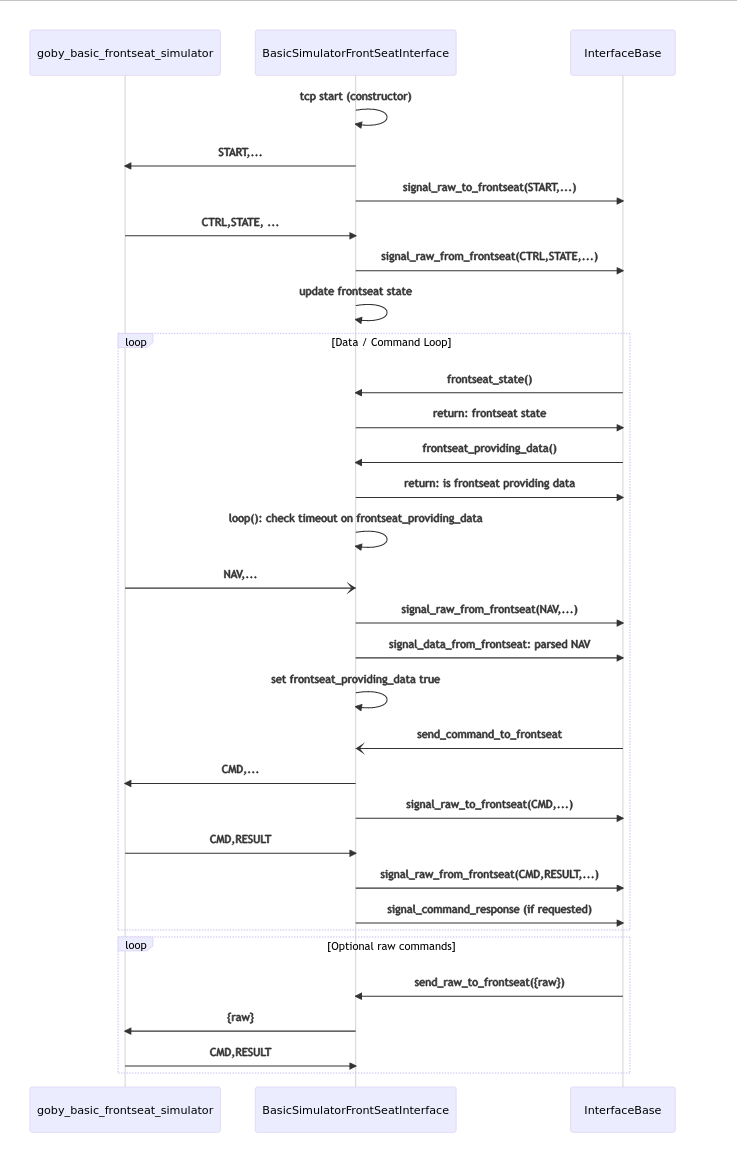 goby_basic_frontseat_simulator
BasicSimulatorFrontSeatInterface
InterfaceBase
tcp start (constructor)
START,...
signal_raw_to_frontseat(START,...)
CTRL,STATE, ...
signal_raw_from_frontseat(CTRL,STATE,...)
update frontseat state
loop
[Data / Command Loop]
frontseat_state()
return: frontseat state
frontseat_providing_data()
return: is frontseat providing data
loop(): check timeout on frontseat_providing_data
NAV,...
signal_raw_from_frontseat(NAV,...)
signal_data_from_frontseat: parsed NAV
set frontseat_providing_data true
send_command_to_frontseat
CMD,...
signal_raw_to_frontseat(CMD,...)
CMD,RESULT
signal_raw_from_frontseat(CMD,RESULT,...)
signal_command_response (if requested)
loop
[Optional raw commands]
send_raw_to_frontseat({raw})
{raw}
CMD,RESULT
goby_basic_frontseat_simulator
BasicSimulatorFrontSeatInterface
InterfaceBase